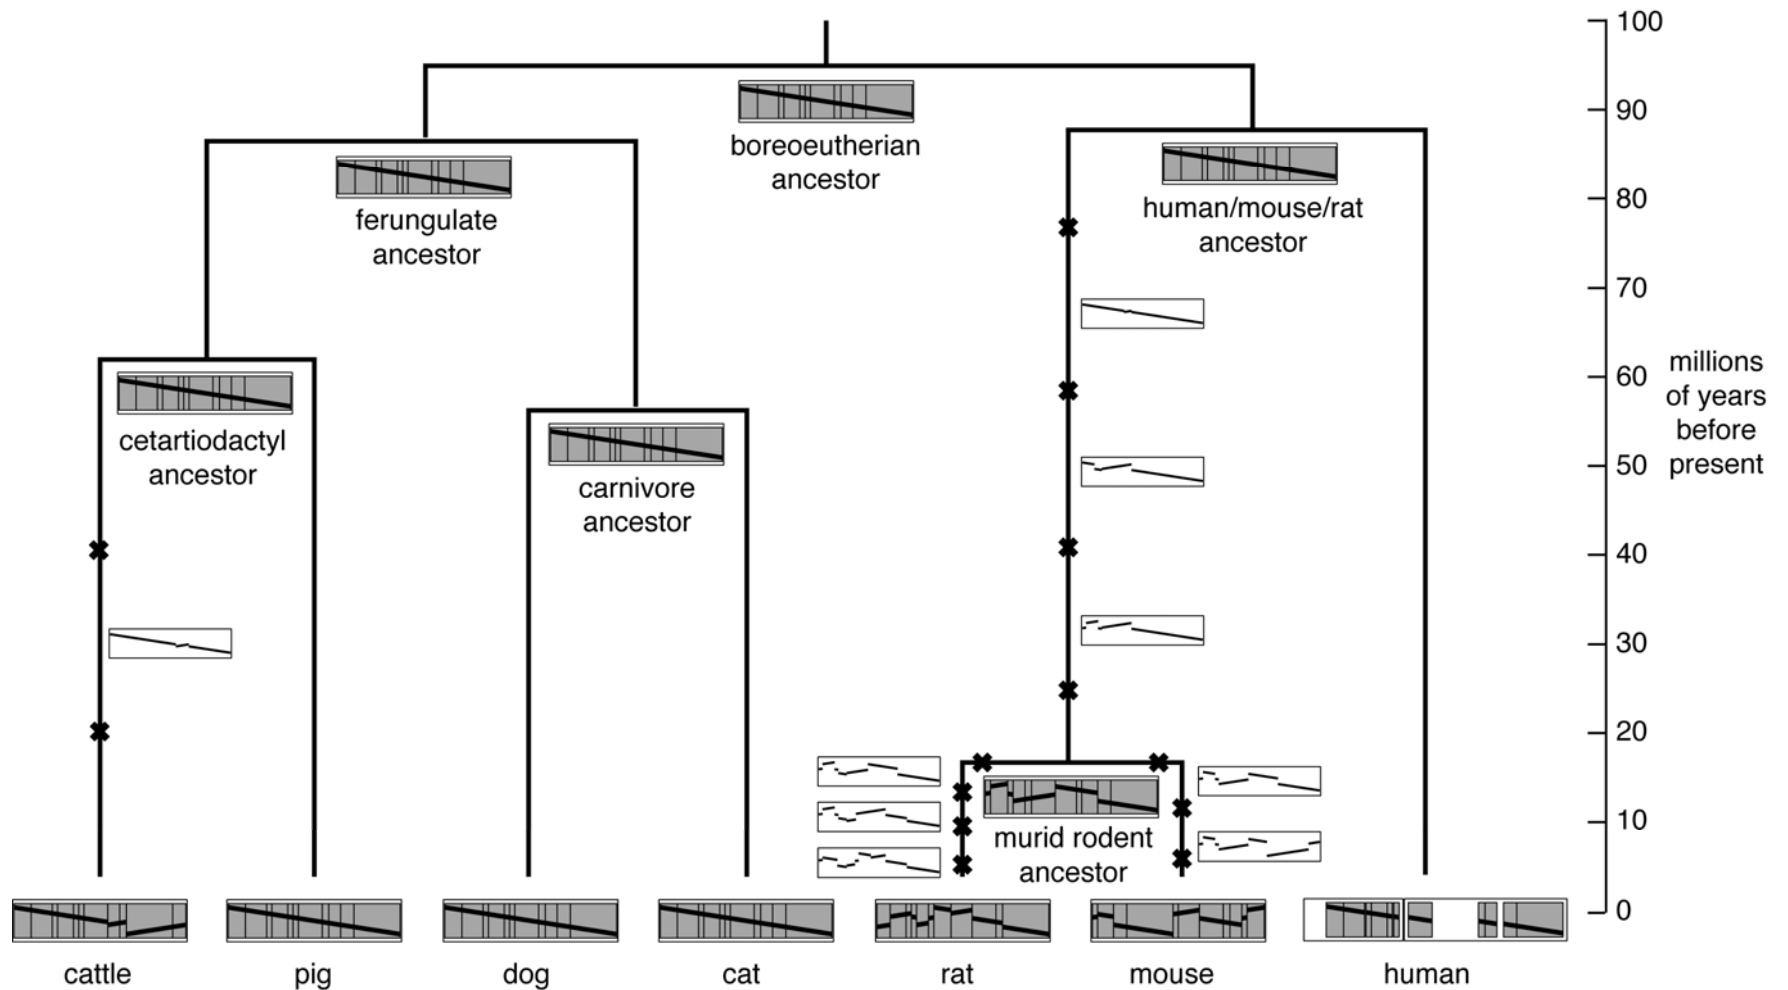 100
90
boreoeutherian
ancestor
80
ferungulate
ancestor
human/mouse/rat
ancestor
70
60
millions
of years
before
present
cetartiodactyl
ancestor
50
carnivore
ancestor
40
30
20
10
murid rodent
ancestor
0
cattle
pig
dog
cat
rat
mouse
human